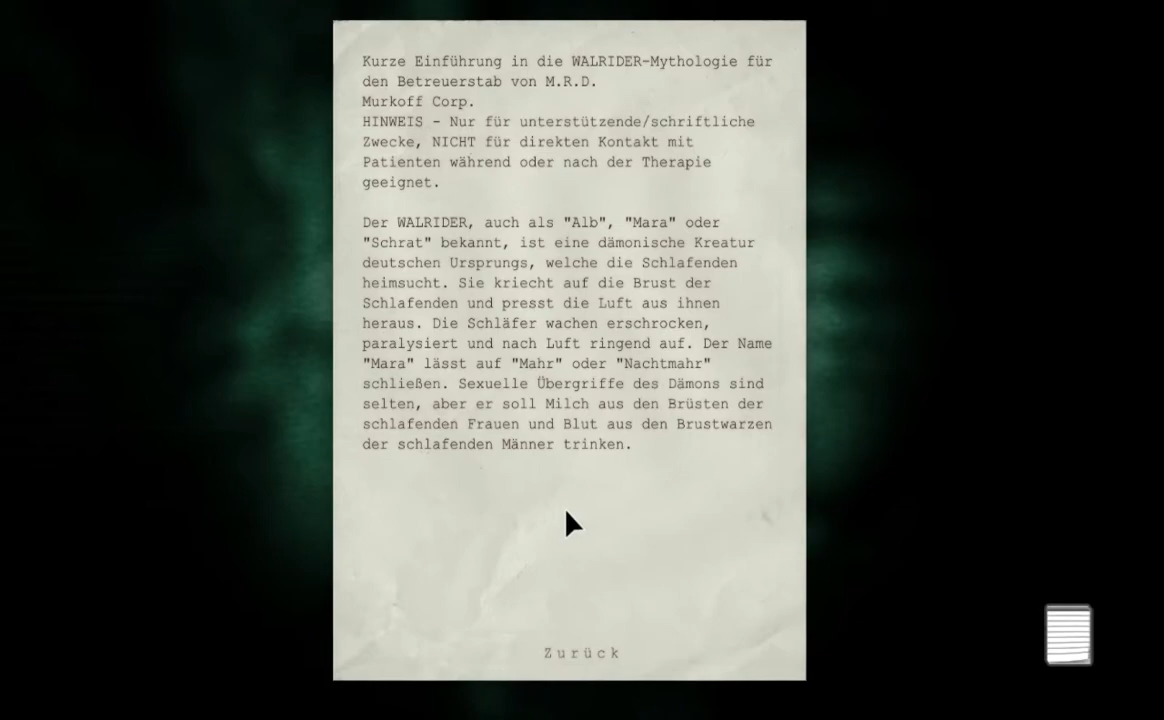 Kurze Einführung in die WALRIDER-Mythologie für
den Betreuerstab von M.R.D.
Murkoff Corp.
HINWEIS - Nur für unterstützende/schriftliche
Zwecke, NICHT für direkten Kontakt mit
Patienten während oder nach der Therapie
geeignet.
Der WALRIDER, auch als "Alb", "Mara" oder
"Schrat" bekannt, ist eine dämonische Kreatur
deutschen Ursprungs, welche die Schlafenden
heimsucht. Sie kriecht auf die Brust der
Schlafenden und presst die Luft aus ihnen
heraus. Die Schläfer wachen erschrocken,
paralysiert und nach Luft ringend auf. Der Name
"Mara" lässt auf "Mahr" oder "Nachtmahr"
schließen. Sexuelle Übergriffe des Dämons sind
selten, aber er soll Milch aus den Brüsten der
schlafenden Frauen und Blut aus den Brustwarzen
der schlafenden Männer trinken.
Zurück